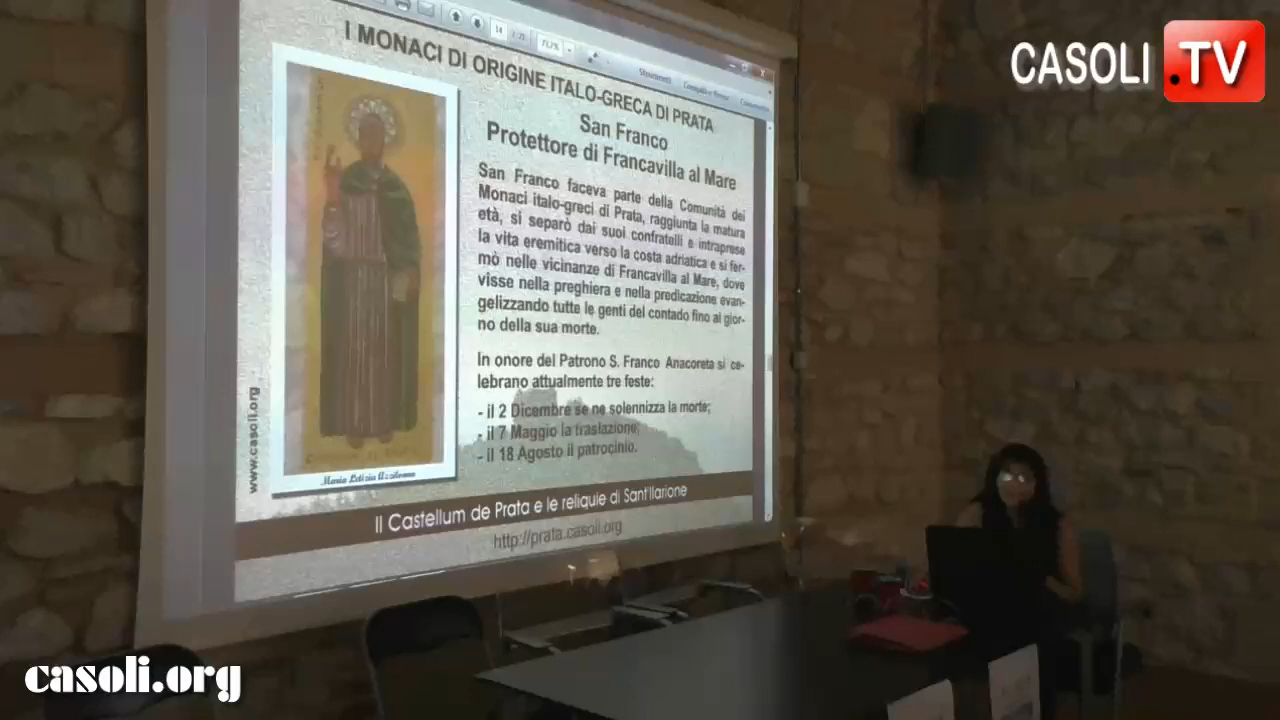 CASOLI .TV
I MONACI DI ORIGINE ITALO-GRECA DI PRATA
San Franco
Protettore di Francavilla al Mare
San Franco faceva parte della Comunità dei
Monaci italo-greci di Prata, raggiunta la matura
età, si separò dai suoi confratelli e intraprese
la vita eremitica verso la costa adriatica e si fer-
mò nelle vicinanze di Francavilla al Mare, dove
visse nella preghiera e nella predicazione evan-
gelizzando tutte le genti del contado fino al gior-
no della sua morte.
In onore del Patrono S. Franco Anacoreta si ce-
lebrano attualmente tre feste:
- il 2 Dicembre se ne solennizza la morte;
- il 7 Maggio la traslazione;
- il 18 Agosto il patrocinio.
www.casoli.org
Maria Letizia
Il Castellum de Prata e le reliquie di Sant'Ilarione
http://prata.casoli.org
casoli.org